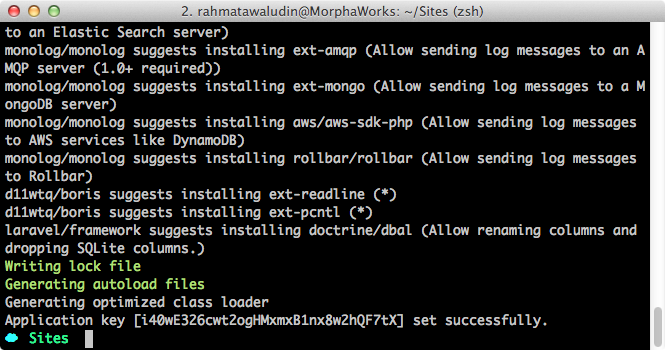 2. rahmatawaludin@MorphaWorks: ~/Sites (zsh)
to an Elastic Search server)
monolog/monolog suggests installing ext-amqp (Allow sending log messages to an A
MQP server (1.0+ required))
monolog/monolog suggests installing ext-mongo (Allow sending log messages to a M
ongoDB server)
monolog/monolog suggests installing aws/aws-sdk-php (Allow sending log messages
to AWS services like DynamoDB)
monolog/monolog suggests installing rollbar/rollbar (Allow sending log messages
to Rollbar)
d11wtq/boris suggests installing ext-readline (*)
d11wtq/boris suggests installing ext-pcntl (*)
laravel/framework suggests installing doctrine/dbal (Allow renaming columns and
dropping SQLite columns.)
Writing lock file
Generating autoload files
Generating optimized class loader
Application key [i40wE326cwt2ogHMxmxB1nx8w2hQF7tX] set successfully.
Sites